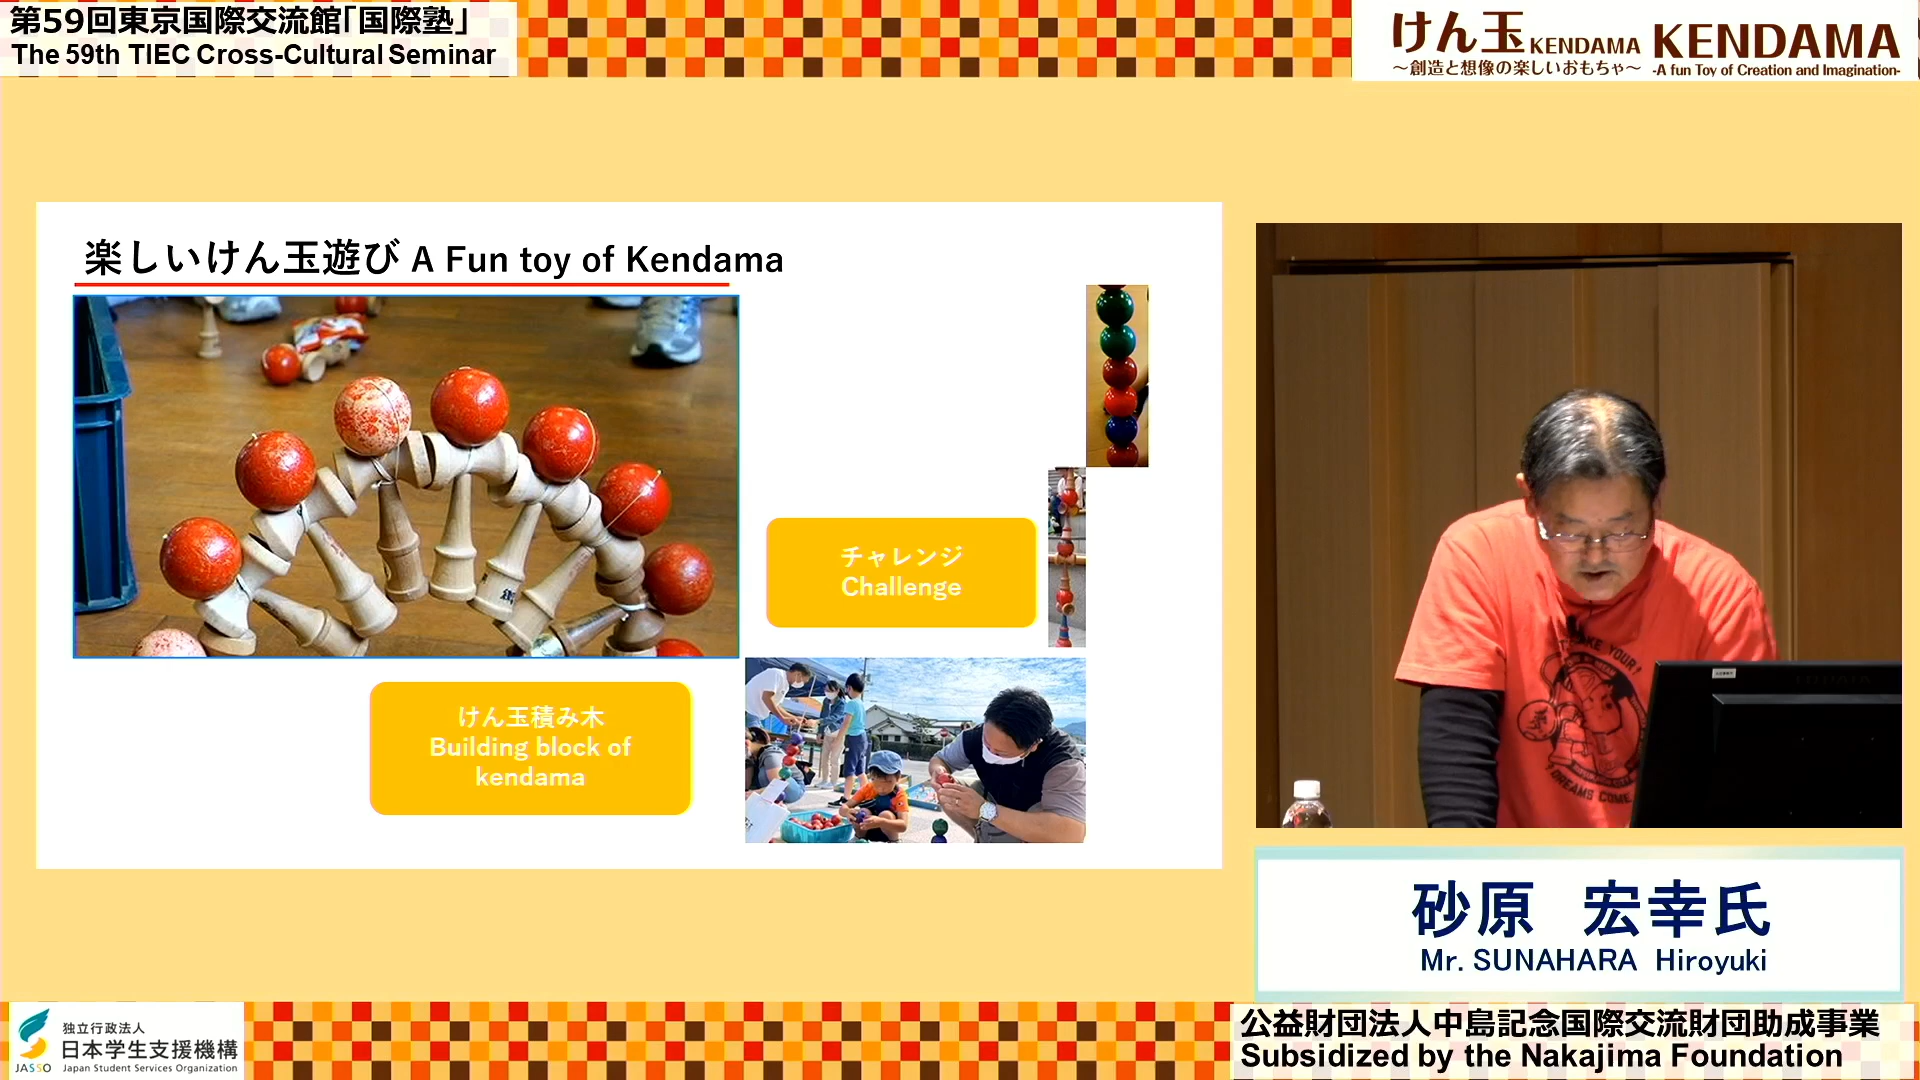 第59回東京国際交流館「国際塾」
The 59th TIEC Cross-Cultural Seminar
けん玉 KENDAMA
～創造と想像の楽しいおもちゃ～
KENDAMA
-A fun Toy of Creation and Imagination-
楽しいけん玉遊び A Fun toy of Kendama
チャレンジ
Challenge
けん玉積み木
Building block of
kendama
砂原 宏幸氏
Mr. SUNAHARA Hiroyuki
JASSO
独立行政法人
日本学生支援機構
Japan Student Services Organization
公益財団法人中島記念国際交流財団助成事業
Subsidized by the Nakajima Foundation